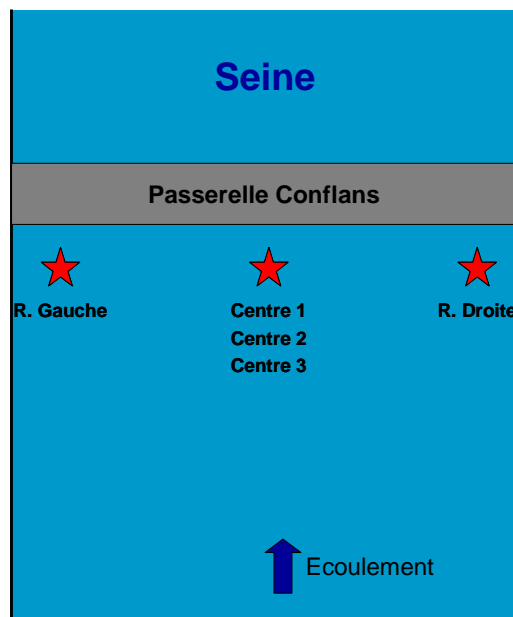 Seine
Passerelle Conflans
R. Gauche
Centre 1
R. Droite
Centre 2
Centre 3
Ecoulement